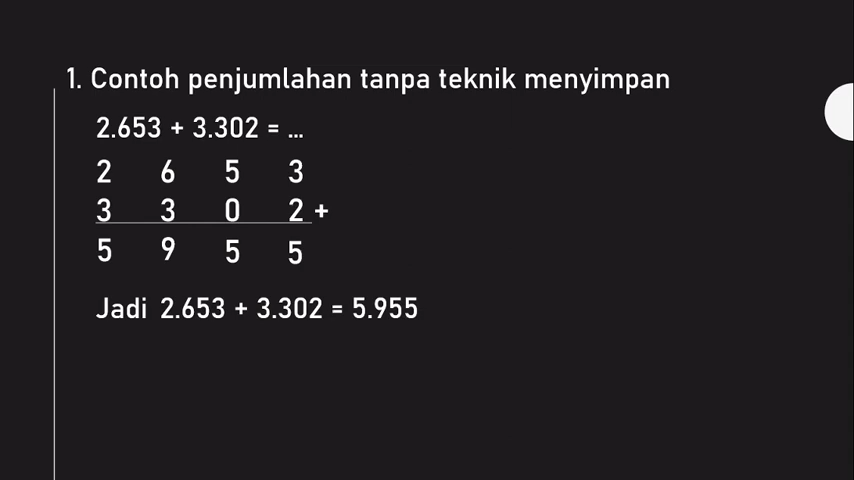 1. Contoh penjumlahan tanpa teknik menyimpan
2.653 + 3.302 = ...
2 6 5 3
3 3 0 2 +
5 9 5 5
Jadi 2.653 + 3.302 = 5.955